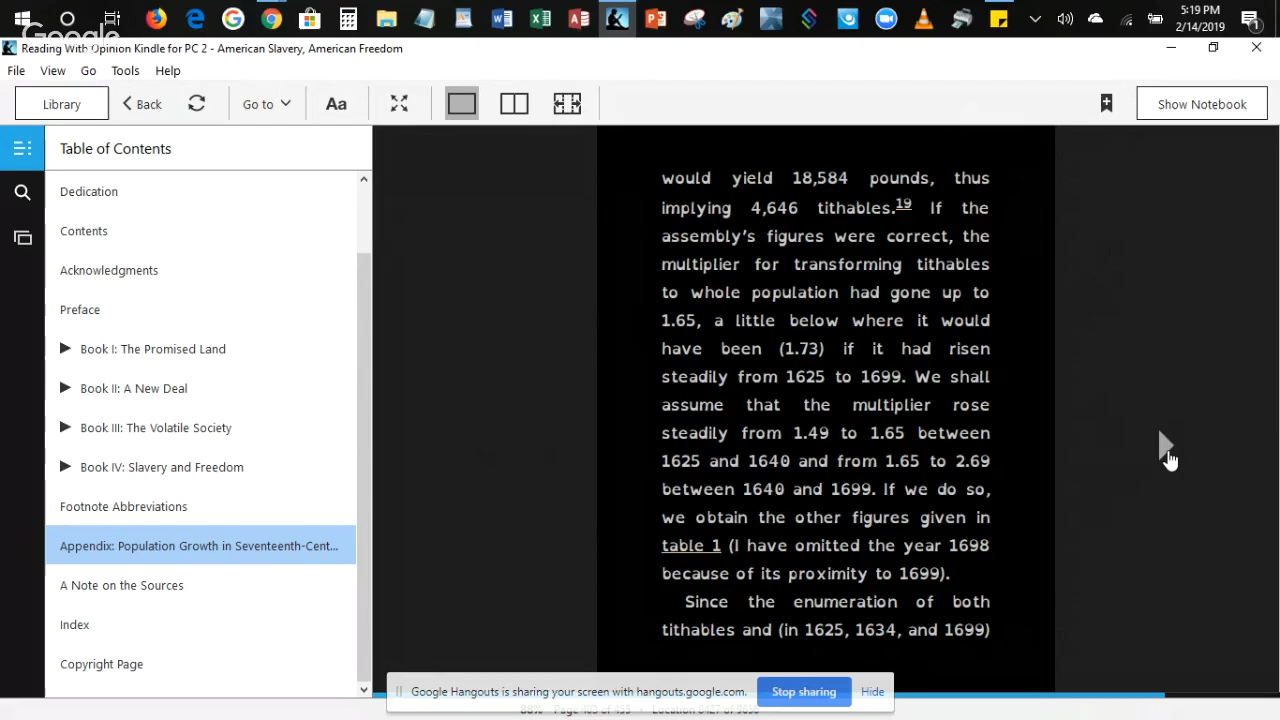 5:19 PM
2/14/2019
1
Google
Reading With Opinion Kindle for PC 2 - American Slavery, American Freedom
File View Go Tools Help
Library Back Go to Aa Show Notebook
Table of Contents
Dedication
Contents
Acknowledgments
Preface
Book I: The Promised Land
Book II: A New Deal
Book III: The Volatile Society
Book IV: Slavery and Freedom
Footnote Abbreviations
Appendix: Population Growth in Seventeenth-Cent...
A Note on the Sources
Index
Copyright Page
would yield 18,584 pounds, thus
implying 4,646 tithables.19 If the
assembly's figures were correct, the
multiplier for transforming tithables
to whole population had gone up to
1.65, a little below where it would
have been (1.73) if it had risen
steadily from 1625 to 1699. We shall
assume that the multiplier rose
steadily from 1.49 to 1.65 between
1625 and 1640 and from 1.65 to 2.69
between 1640 and 1699. If we do so,
we obtain the other figures given in
table 1 (I have omitted the year 1698
because of its proximity to 1699).
Since the enumeration of both
tithables and (in 1625, 1634, and 1699)
Google Hangouts is sharing your screen with hangouts.google.com. Stop sharing Hide